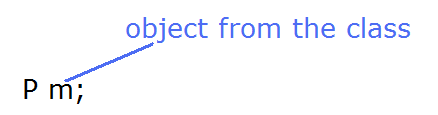 object from the class
P m;